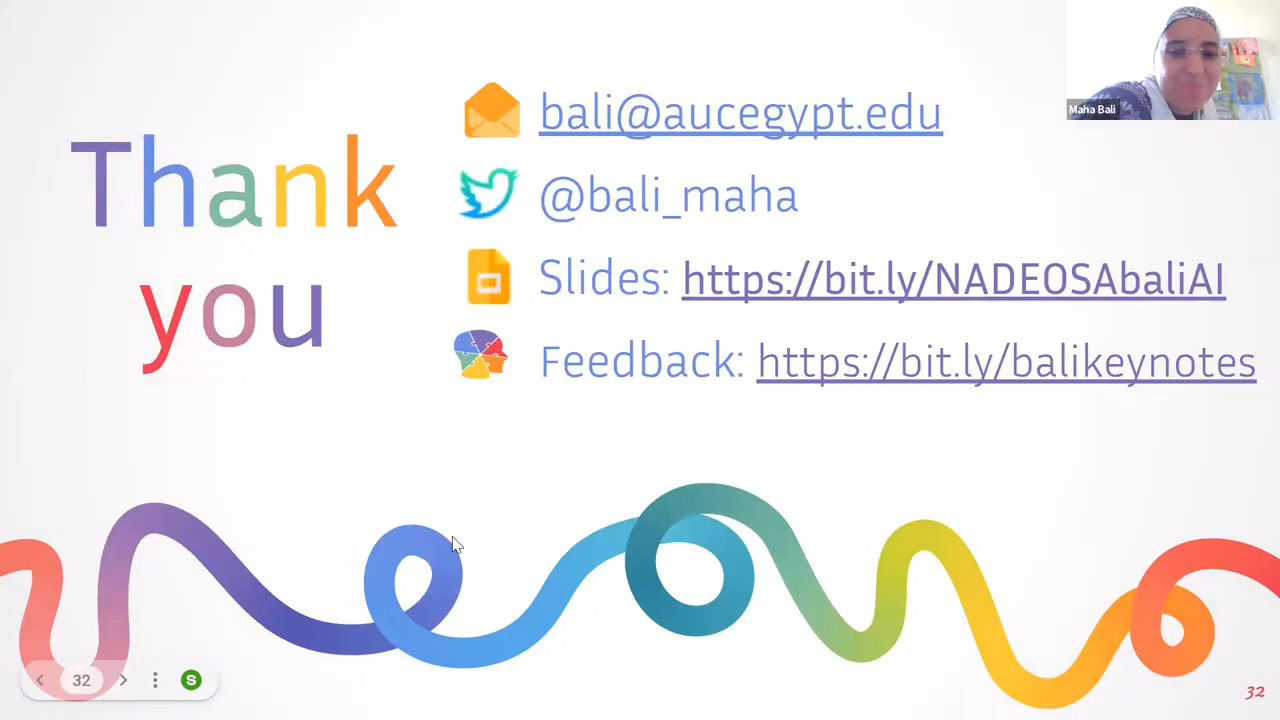 Thank
you
bali@aucegypt.edu
@bali_maha
Slides: https://bit.ly/NADEOSAbaliAI
Feedback: https://bit.ly/balikeynotes
Maha Bali
32
S
32